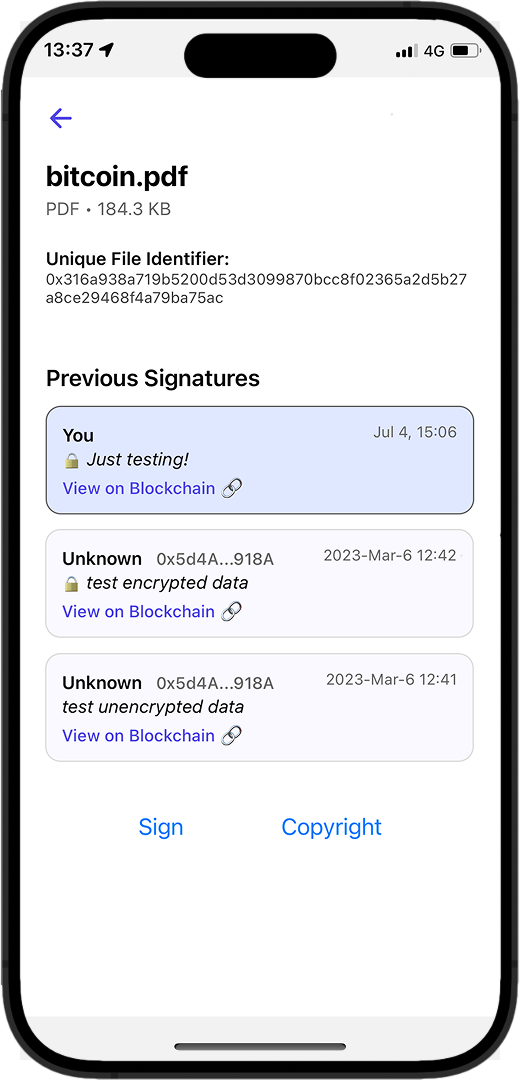 13:37 4G
bitcoin.pdf
PDF • 184.3 KB
Unique File Identifier:
0x316a938a719b5200d53d3099870bcc8f02365a2d5b27
a8ce29468f4a79ba75ac
Previous Signatures
You Jul 4, 15:06
🔒 Just testing!
View on Blockchain 🔗
Unknown 0x5d4A...918A 2023-Mar-6 12:42
🔒 test encrypted data
View on Blockchain 🔗
Unknown 0x5d4A...918A 2023-Mar-6 12:41
test unencrypted data
View on Blockchain 🔗
Sign Copyright